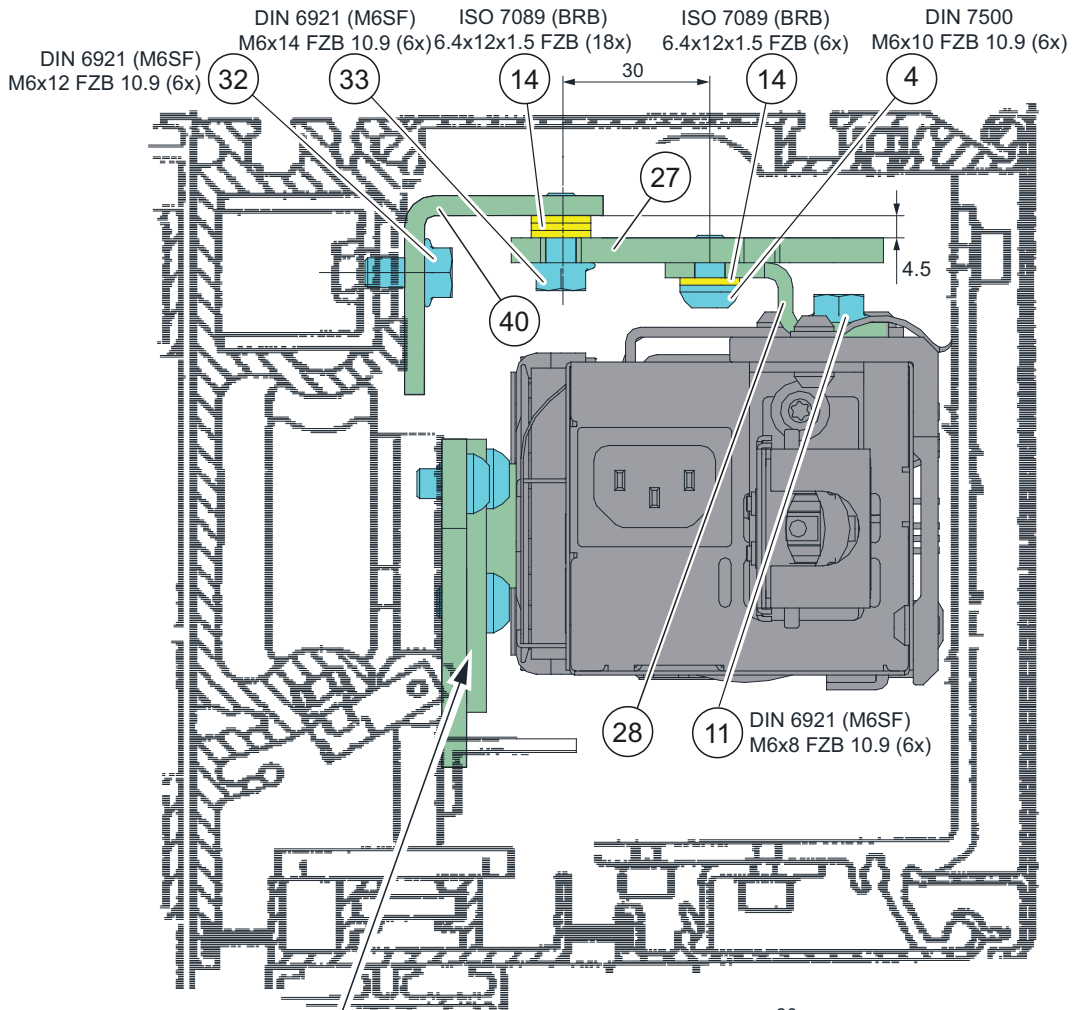 DIN 6921 (M6SF)
M6x12 FZB 10.9 (6x)
32
DIN 6921 (M6SF)
M6x14 FZB 10.9 (6x)
33
ISO 7089 (BRB)
6.4x12x1.5 FZB (18x)
14
ISO 7089 (BRB)
6.4x12x1.5 FZB (6x)
14
DIN 7500
M6x10 FZB 10.9 (6x)
4
30
27
4.5
40
28
11
DIN 6921 (M6SF)
M6x8 FZB 10.9 (6x)